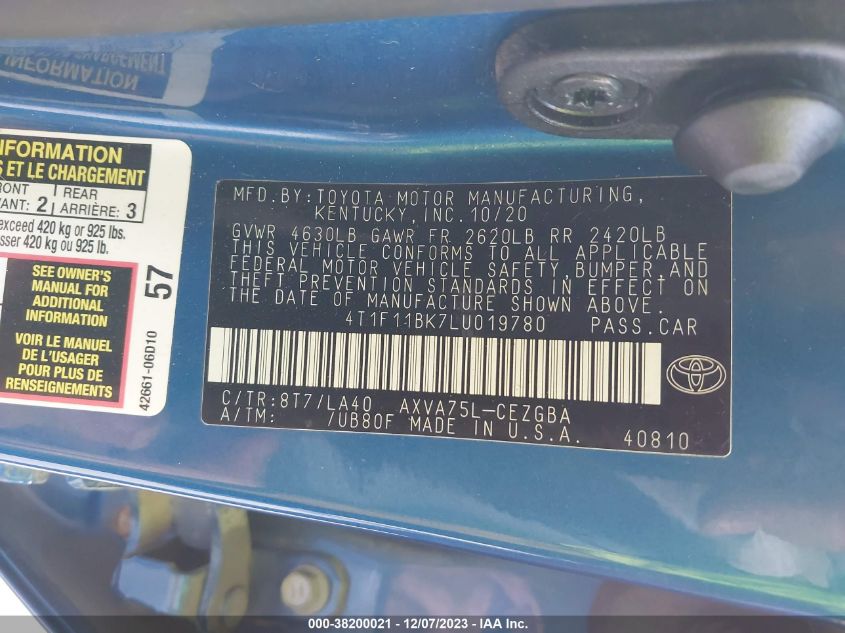 INFORMATION
CHARGEMENT
INFORMATION
S ET LE CHARGEMENT
FRONT
VANT: 2
REAR
ARRIÈRE: 3
exceed 420 kg or 925 lbs.
sser 420 kg ou 925 lb.
SEE OWNER'S
MANUAL FOR
ADDITIONAL
INFORMATION
VOIR LE MANUEL
DE L'USAGER
POUR PLUS DE
RENSEIGNEMENTS
57
42661-06D10
MFD. BY: TOYOTA MOTOR MANUFACTURING,
KENTUCKY, INC. 10/20
GVWR 4630LB GAWR FR 2620LB RR 2420LB
THIS VEHICLE CONFORMS TO ALL APPLICABLE
FEDERAL MOTOR VEHICLE SAFETY, BUMPER, AND
THEFT PREVENTION STANDARDS IN EFFECT ON
THE DATE OF MANUFACTURE SHOWN ABOVE.
4T1F11BK7LU019780 PASS.CAR
C/TR: 8T7/LA40 AXVA75L-CEZGBA
A/TM: /UB80F MADE IN U.S.A. 40810
000-38200021 - 12/07/2023 - IAA Inc.